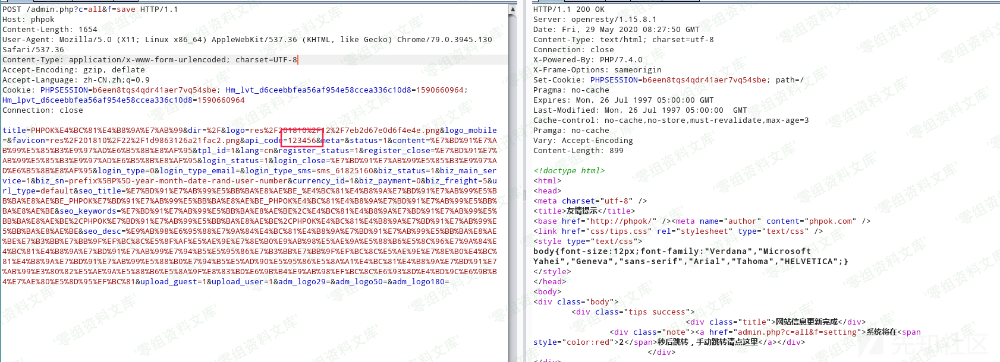 POST /admin.php?c=all&f=save HTTP/1.1
Host: phpok
Content-Length: 1654
User-Agent: Mozilla/5.0 (X11; Linux x86_64) AppleWebKit/537.36 (KHTML, like Gecko) Chrome/79.0.3945.130
Safari/537.36
Content-Type: application/x-www-form-urlencoded; charset=UTF-8
Accept-Encoding: gzip, deflate
Accept-Language: zh-CN,zh;q=0.9
Cookie: PHPSESSION=b6een8tqs4qdr41aer7vq54sbe; Hm_lvt_d6ceebbfea56af954e58ccea336c10d8=1590660964;
Hm_lpvt_d6ceebbfea56af954e58ccea336c10d8=1590660964
Connection: close
title=PHPOK%E4%BC%81%E4%B8%9A%E7%AB%99&dir=%2F&logo=res%2F201810%2F12%2F7eb2d67e0d6f4e4e.png&logo_mobile
=&favicon=res%2F201810%2F22%2F1d9863126a21fac2.png&api_code=123456&meta=&status=1&content=%E7%BD%91%E7%A
B%99%E5%85%B3%E9%97%AD%E6%B5%8B%E8%AF%95&tpl_id=1&lang=cn&register_status=1&register_close=%E7%BD%91%E7%
AB%99%E5%85%B3%E9%97%AD%E6%B5%8B%E8%AF%95&login_status=1&login_close=%E7%BD%91%E7%AB%99%E5%85%B3%E9%97%A
D%E6%B5%8B%E8%AF%95&login_type=0&login_type_email=&login_type_sms=sms_61825160&biz_status=1&biz_main_ser
vice=1&biz_sn=prefix%5BP%5D-year-month-date-rand-user-number&currency_id=1&biz_payment=0&biz_freight=5&u
rl_type=default&seo_title=%E7%BD%91%E7%AB%99%E5%BB%BA%E8%AE%BE_%E4%BC%81%E4%B8%9A%E7%BD%91%E7%AB%99%E5%B
B%BA%E8%AE%BE_PHPOK%E7%BD%91%E7%AB%99%E5%BB%BA%E8%AE%BE_PHPOK%E4%BC%81%E4%B8%9A%E7%BD%91%E7%AB%99%E5%BB%
BA%E8%AE%BE&seo_keywords=%E7%BD%91%E7%AB%99%E5%BB%BA%E8%AE%BE%2C%E4%BC%81%E4%B8%9A%E7%BD%91%E7%AB%99%E5%
BB%BA%E8%AE%BE%2CPHPOK%E7%BD%91%E7%AB%99%E5%BB%BA%E8%AE%BE%2CPHPOK%E4%BC%81%E4%B8%9A%E7%BD%91%E7%AB%99%E
5%BB%BA%E8%AE%BE&seo_desc=%E9%AB%98%E6%95%88%E7%9A%84%E4%BC%81%E4%B8%9A%E7%BD%91%E7%AB%99%E5%BB%BA%E8%AE
%BE%E7%B3%BB%E7%BB%9F%EF%BC%8C%E5%8F%AF%E5%AE%9E%E7%8E%B0%E9%AB%98%E5%AE%9A%E5%88%B6%E5%8C%96%E7%9A%84%E
4%BC%81%E4%B8%9A%E7%BD%91%E7%AB%99%E7%94%B5%E5%95%86%E7%B3%BB%E7%BB%9F%EF%BC%8C%E5%AE%9E%E7%8E%B0%E4%BC%
81%E4%B8%9A%E7%BD%91%E7%AB%99%E5%88%B0%E7%94%B5%E5%AD%90%E5%95%86%E5%8A%A1%E4%BC%81%E4%B8%9A%E7%BD%91%E7
%AB%99%E3%80%82%E5%AE%9A%E5%88%B6%E5%8A%9F%E8%83%BD%E6%9B%B4%E9%AB%98%EF%BC%8C%E6%93%8D%E4%BD%9C%E6%9B%B
4%E7%AE%80%E5%8D%95%EF%BC%81&upload_guest=1&upload_user=1&adm_logo29=&adm_logo50=&adm_logo180=
HTTP/1.1 200 OK
Server: openresty/1.15.8.1
Date: Fri, 29 May 2020 08:27:50 GMT
Content-Type: text/html; charset=utf-8
Connection: close
X-Powered-By: PHP/7.4.0
X-Frame-Options: sameorigin
Set-Cookie: PHPSESSION=b6een8tqs4qdr41aer7vq54sbe; path=/
Pragma: no-cache
Expires: Mon, 26 Jul 1997 05:00:00 GMT
Last-Modified: Mon, 26 Jul 1997 05:00:00  GMT
Cache-control: no-cache,no-store,must-revalidate,max-age=3
Pramga: no-cache
Vary: Accept-Encoding
Content-Length: 899
<!doctype html>
<html>
<head>
<meta charset="utf-8" />
<title>友情提示</title>
<base href="http://phpok/" /><meta name="author" content="phpok.com" />
<link href="css/tips.css" rel="stylesheet" type="text/css" />
<style type="text/css">
body{font-size:12px;font-family:"Verdana","Microsoft
Yahei","Geneva","sans-serif","Arial","Tahoma","HELVETICA";}
</style>
</head>
<body>
<div class="body">
<div class="tips success">
<div class="title">网站信息更新完成</div>
<div class="note"><a href="admin.php?c=all&f=setting">系统将在<span
style="color:red">2</span>秒后跳转，手动跳转请点这里</a></div>
</div>
</div>
零组资料文库
先知社区